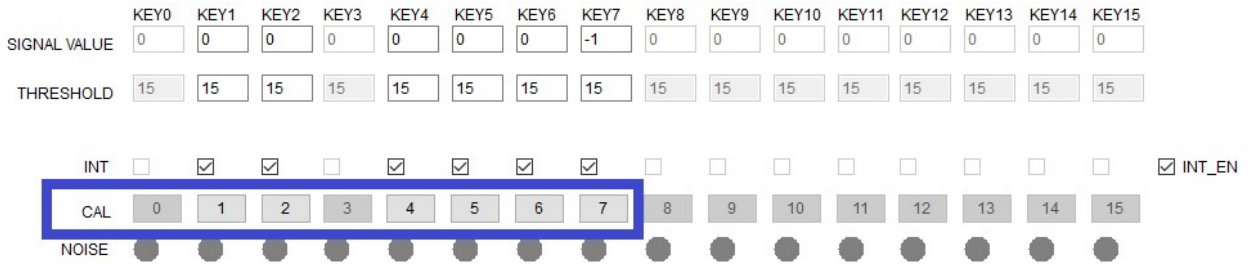 KEY0 KEY1 KEY2 KEY3 KEY4 KEY5 KEY6 KEY7 KEY8 KEY9 KEY10 KEY11 KEY12 KEY13 KEY14 KEY15
SIGNAL VALUE 0 0 0 0 0 0 0 -1 0 0 0 0 0 0 0 0
THRESHOLD 15 15 15 15 15 15 15 15 15 15 15 15 15 15 15 15
INT INT_EN
CAL 0 1 2 3 4 5 6 7 8 9 10 11 12 13 14 15
NOISE